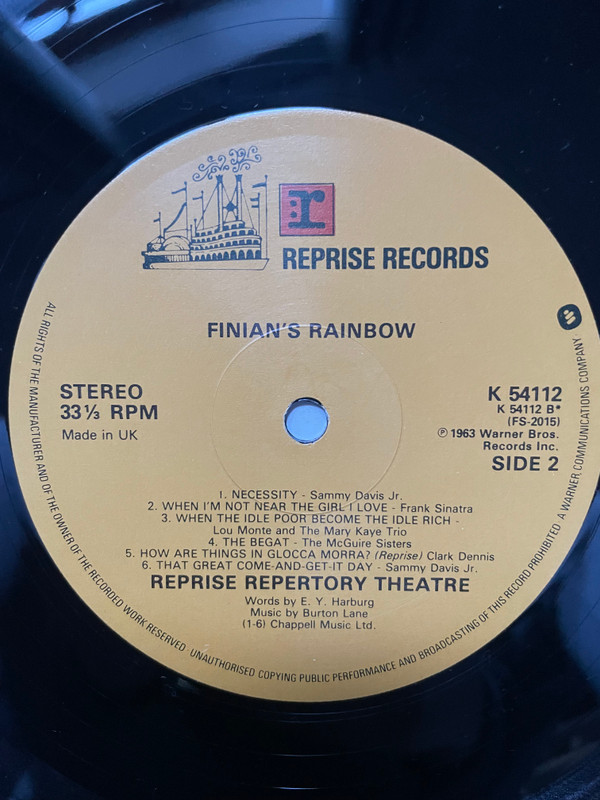 r
REPRISE RECORDS
FINIAN'S RAINBOW
STEREO
33⅓ RPM
Made in UK
K 54112
K 54112 B*
(FS-2015)
℗ 1963 Warner Bros.
Records Inc.
SIDE 2
1. NECESSITY - Sammy Davis Jr.
2. WHEN I'M NOT NEAR THE GIRL I LOVE - Frank Sinatra
3. WHEN THE IDLE POOR BECOME THE IDLE RICH -
Lou Monte and The Mary Kaye Trio
4. THE BEGAT - The McGuire Sisters
5. HOW ARE THINGS IN GLOCCA MORRA? (Reprise) Clark Dennis
6. THAT GREAT COME-AND-GET-IT DAY - Sammy Davis Jr.
REPRISE REPERTORY THEATRE
Words by E. Y. Harburg
Music by Burton Lane
(1-6) Chappell Music Ltd.
ALL RIGHTS OF THE MANUFACTURER AND OF THE OWNER OF THE RECORDED WORK RESERVED · UNAUTHORISED COPYING PUBLIC PERFORMANCE AND BROADCASTING OF THIS RECORD PROHIBITED A WARNER COMMUNICATIONS COMPANY